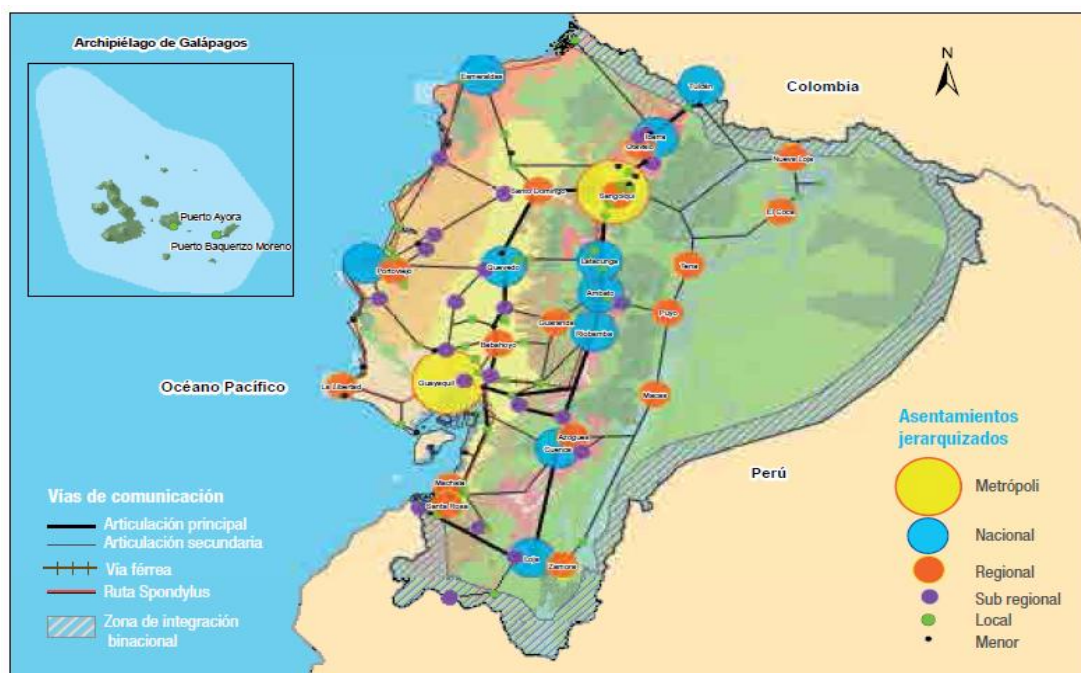 Archipiélago de Galápagos
Puerto Ayora
Puerto Baquerizo Moreno
N
Colombia
Esmeraldas
Tulcán
Ibarra
Otavalo
Nueva Loja
Santo Domingo
Sangolquí
El Coca
Portoviejo
Quevedo
Latacunga
Tena
Ambato
Puyo
Guaranda
Riobamba
Babahoyo
Océano Pacífico
La Libertad
Guayaquil
Macas
Azogues
Cuenca
Perú
Machala
Santa Rosa
Loja
Zamora
Vías de comunicación
Articulación principal
Articulación secundaria
Vía férrea
Ruta Spondylus
Zona de integración
binacional
Asentamientos
jerarquizados
Metrópoli
Nacional
Regional
Sub regional
Local
Menor